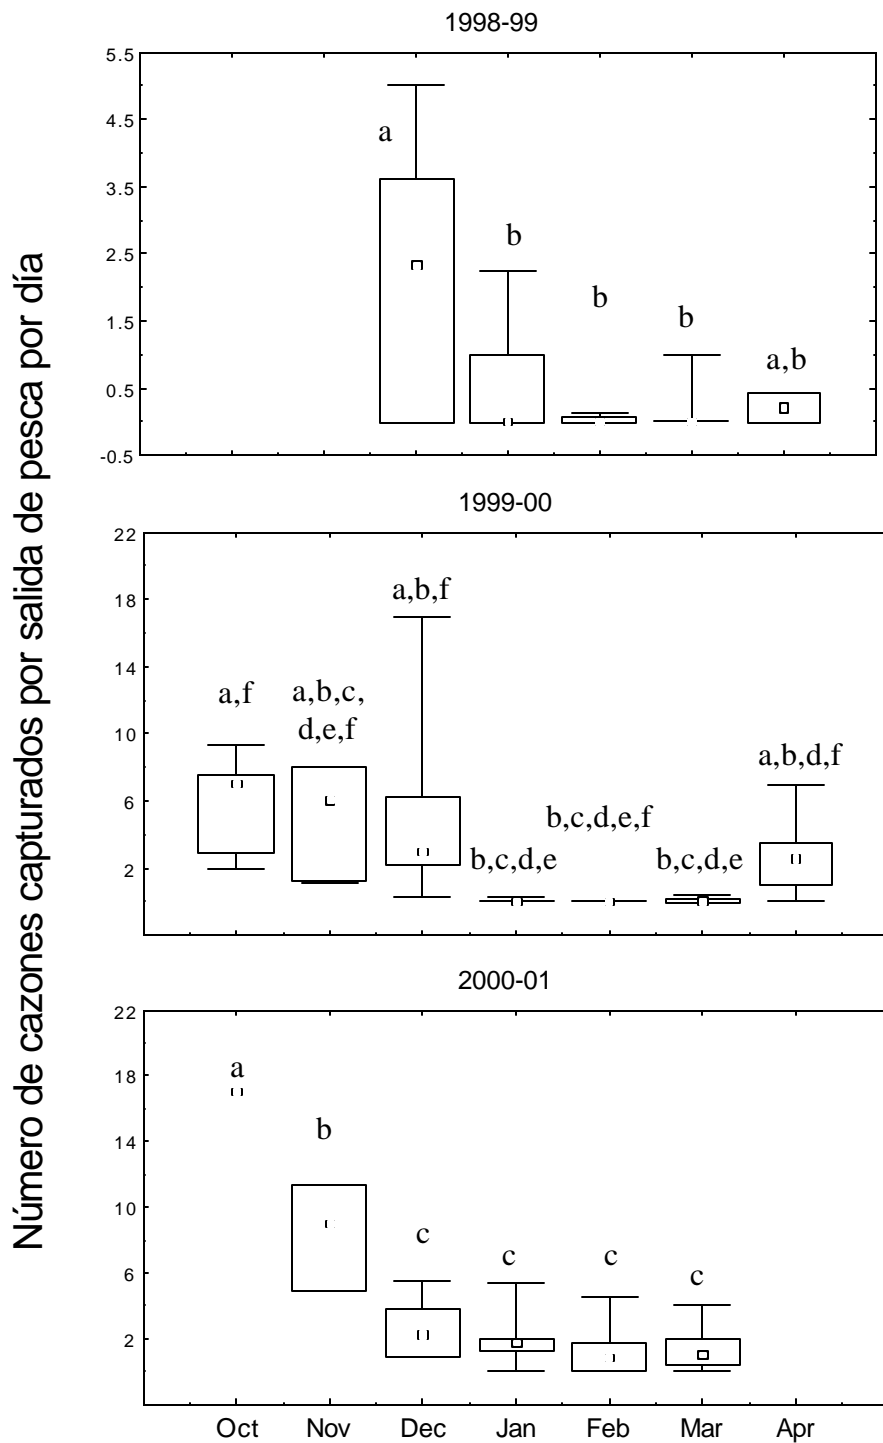 Número de cazones capturados por salida de pesca por día
1998-99
5.5
4.5
3.5
2.5
1.5
0.5
-0.5
a
b
b
b
a,b
1999-00
22
18
14
10
6
2
a,f
a,b,c,
d,e,f
a,b,f
b,c,d,e
b,c,d,e,f
b,c,d,e
a,b,d,f
2000-01
22
18
14
10
6
2
a
b
c
c
c
c
Oct Nov Dec Jan Feb Mar Apr